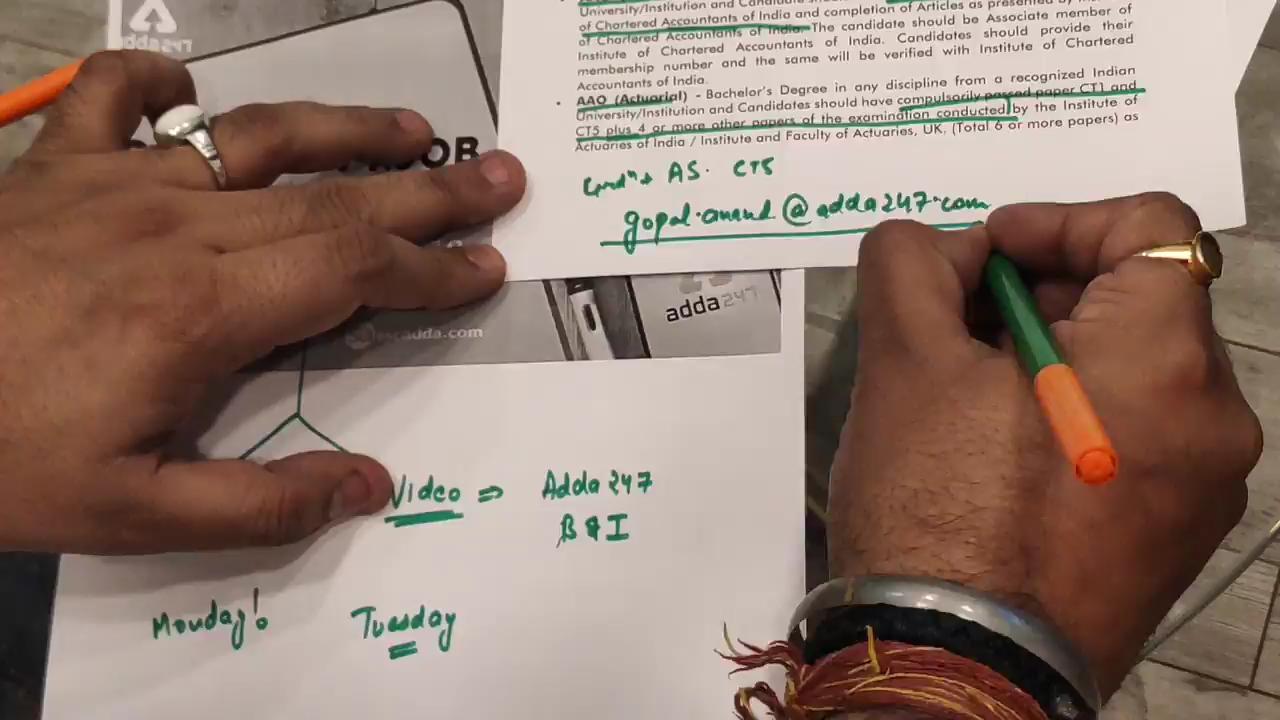 adda247
University/Institution and Candidate
of Chartered Accountants of India and completion of Articles as presented by
of Chartered Accountants of India. The candidate should be Associate member of
Institute of Chartered Accountants of India. Candidates should provide their
membership number and the same will be verified with Institute of Chartered
Accountants of India.
• AAO (Actuarial) - Bachelor's Degree in any discipline from a recognized Indian
University/Institution and Candidates should have compulsorily passed paper CT1 and
CT5 plus 4 or more other papers of the examination conducted by the Institute of
Actuaries of India / Institute and Faculty of Actuaries, UK. (Total 6 or more papers) as
AS. CT5
gopal.anand@adda247.com
JOB
adda247
adda.com
Video ⇒ Adda247
B & I
Monday! Tuesday